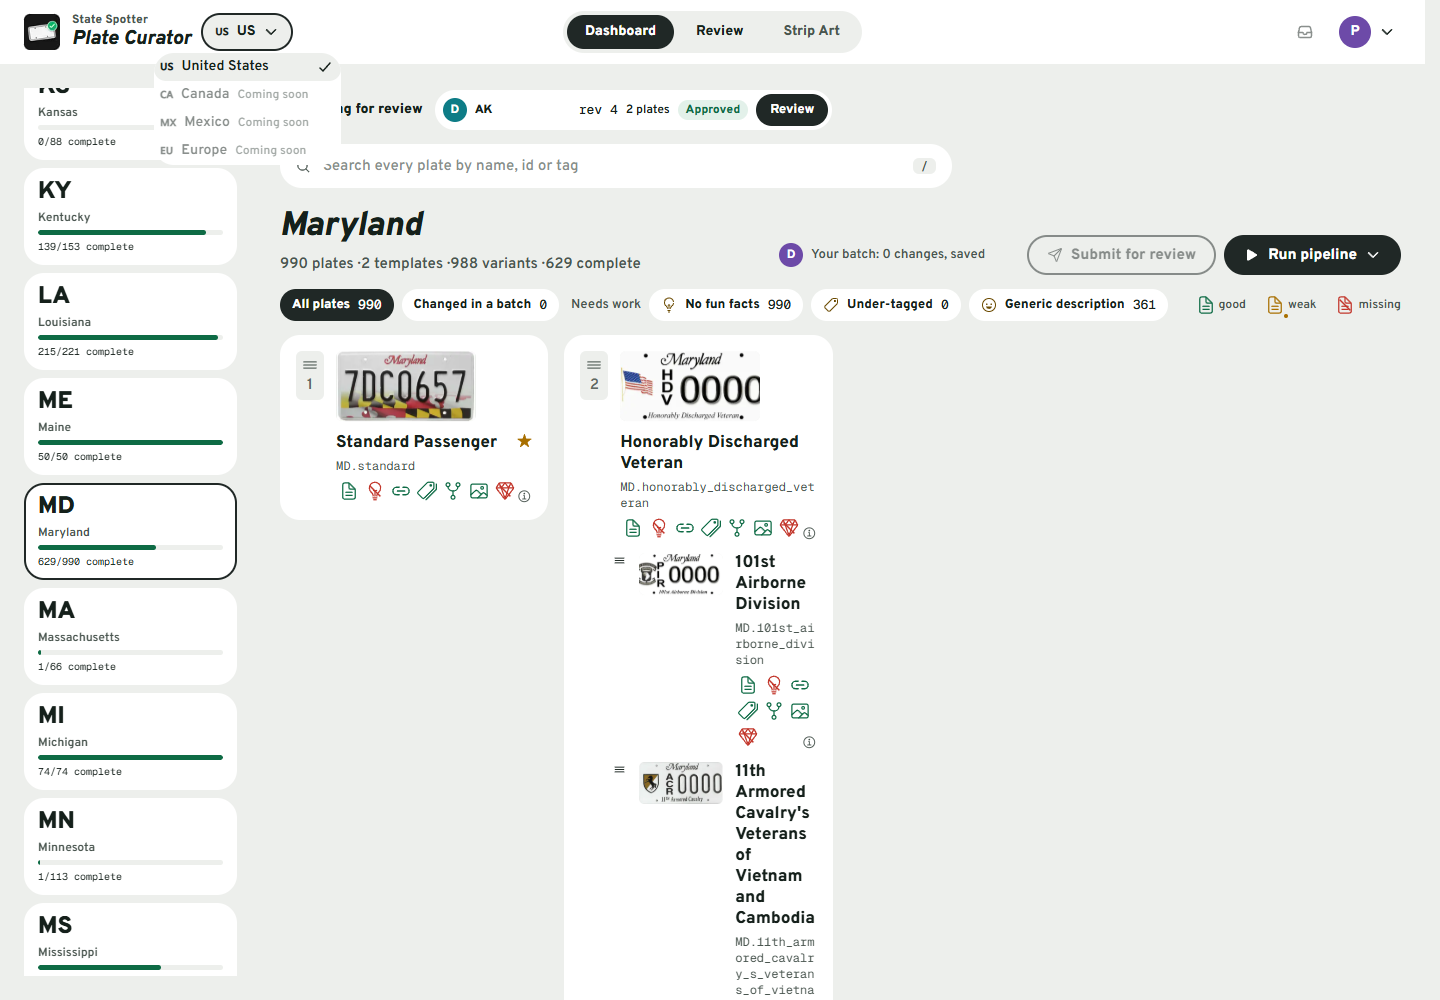 State Spotter
Plate Curator
US US
Dashboard
Review
Strip Art
P
US United States
CA Canada Coming soon
MX Mexico Coming soon
EU Europe Coming soon
Kansas
0/88 complete
KY
Kentucky
139/153 complete
LA
Louisiana
215/221 complete
ME
Maine
50/50 complete
MD
Maryland
629/990 complete
MA
Massachusetts
1/66 complete
MI
Michigan
74/74 complete
MN
Minnesota
1/113 complete
MS
Mississippi
for review
D AK rev 4 2 plates Approved Review
Search every plate by name, id or tag /
Maryland
990 plates ·2 templates ·988 variants ·629 complete
D Your batch: 0 changes, saved
Submit for review
Run pipeline
All plates 990
Changed in a batch 0
Needs work
No fun facts 990
Under-tagged 0
Generic description 361
good
weak
missing
1
Maryland
7DC0657
Standard Passenger
MD.standard
2
Maryland
HDV 0000
Honorably Discharged Veteran
Honorably Discharged
Veteran
MD.honorably_discharged_vet
eran
Maryland
PIR 0000
101st Airborne Division
101st
Airborne
Division
MD.101st_ai
rborne_divi
sion
Maryland
ACR 0000
11th Armored Cavalry
11th
Armored
Cavalry's
Veterans
of
Vietnam
and
Cambodia
MD.11th_arm
ored_cavalr
y_s_veteran
s_of_vietna